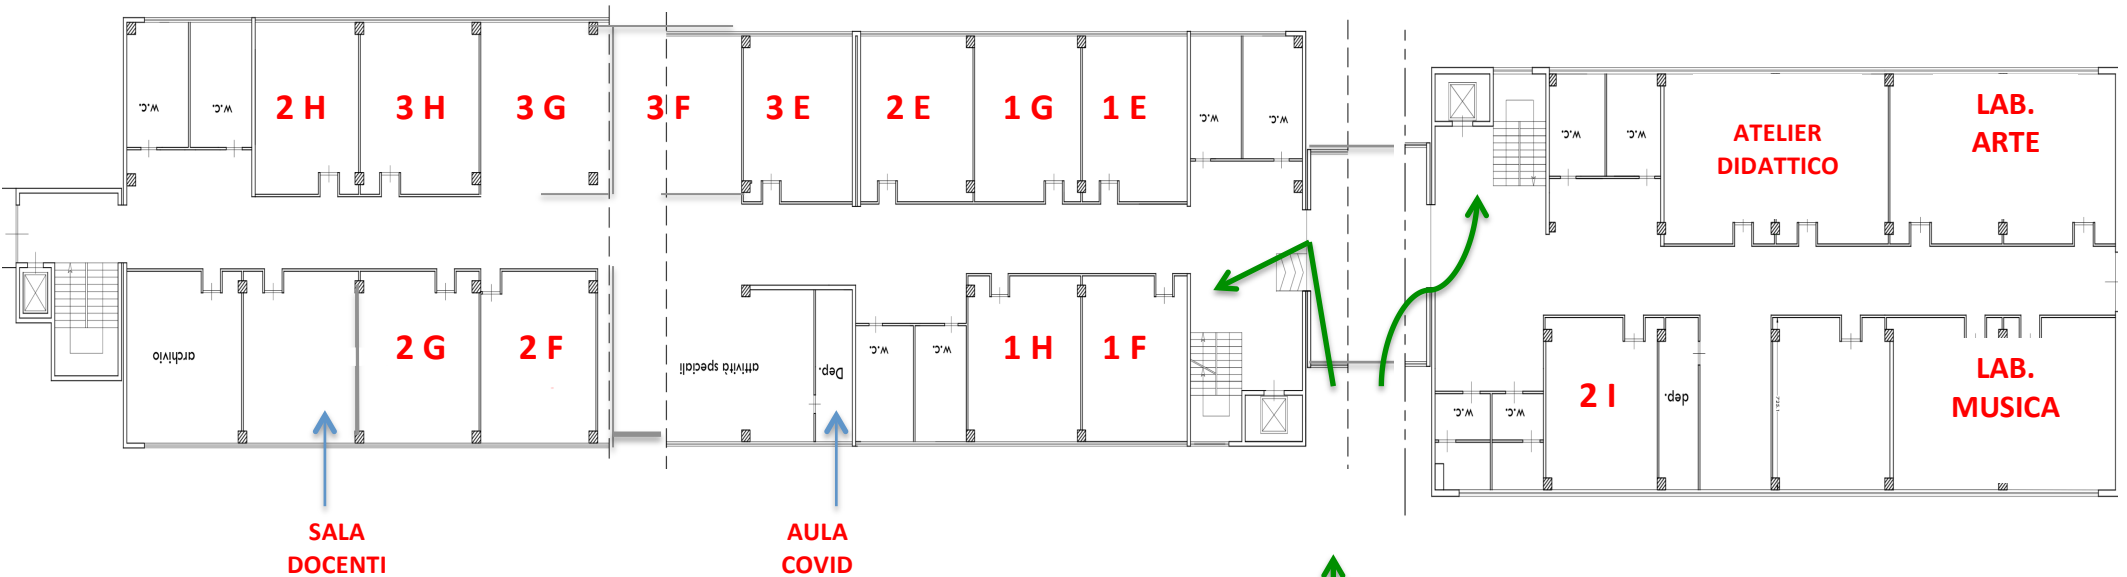 2 H
3 H
3 G
3 F
3 E
2 E
1 G
1 E
LAB.
ARTE
ATELIER
DIDATTICO
w.c.
w.c.
w.c.
w.c.
w.c.
w.c.
archivio
2 G
2 F
attività speciali
Dep.
w.c.
w.c.
1 H
1 F
w.c.
w.c.
2 I
dep.
LAB.
MUSICA
SALA
DOCENTI
AULA
COVID